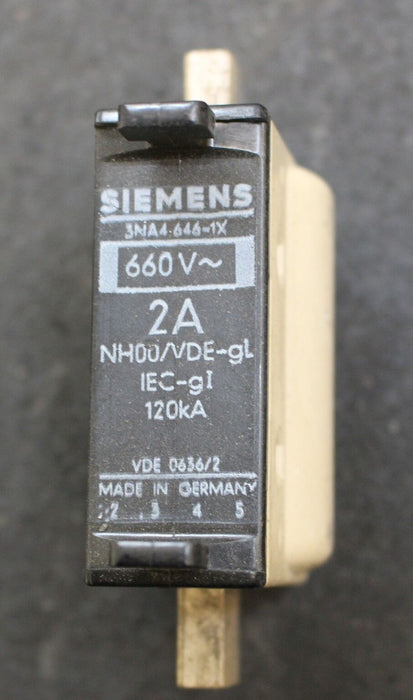 SIEMENS
3NA4 646-1X
660V~
2A
NH00/VDE-gL
IEC-gI
120kA
VDE 0636/2
MADE IN GERMANY
2 3 4 5